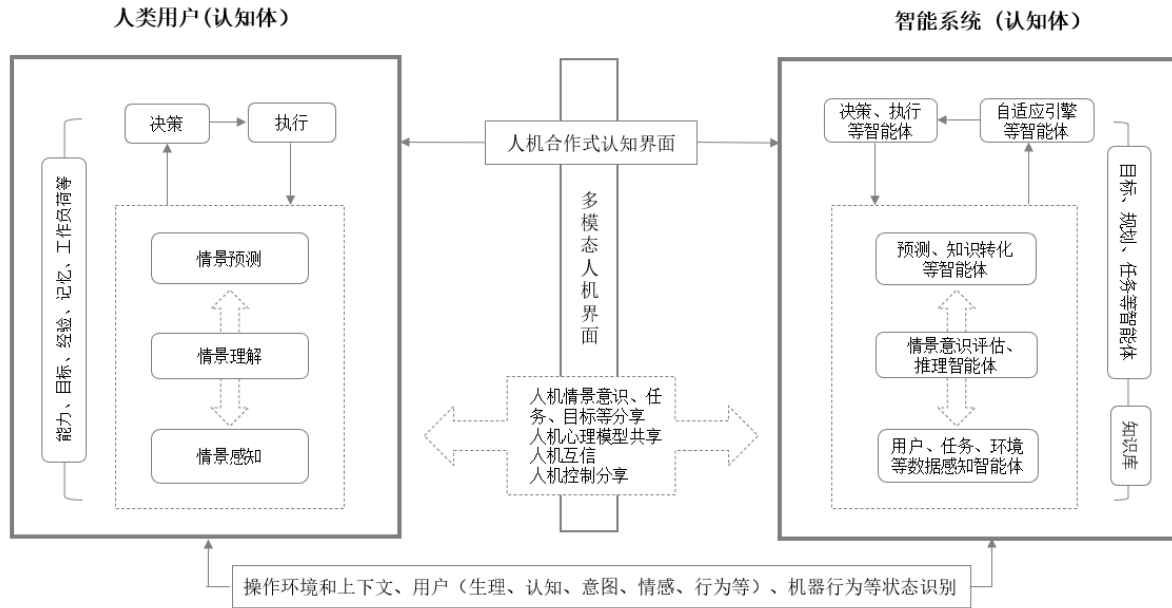 人类用户(认知体)
智能系统 (认知体)
决策
执行
能力、目标、经验、记忆、工作负荷等
情景预测
情景理解
情景感知
人机合作式认知界面
多模态人机界面
人机情景意识、任
务、目标等分享
人机心理模型共享
人机互信
人机控制分享
决策、执行
等智能体
自适应引擎
等智能体
预测、知识转化
等智能体
情景意识评估、
推理智能体
用户、任务、环境
等数据感知智能体
目标、规划、任务等智能体
知识库
操作环境和上下文、用户（生理、认知、意图、情感、行为等）、机器行为等状态识别